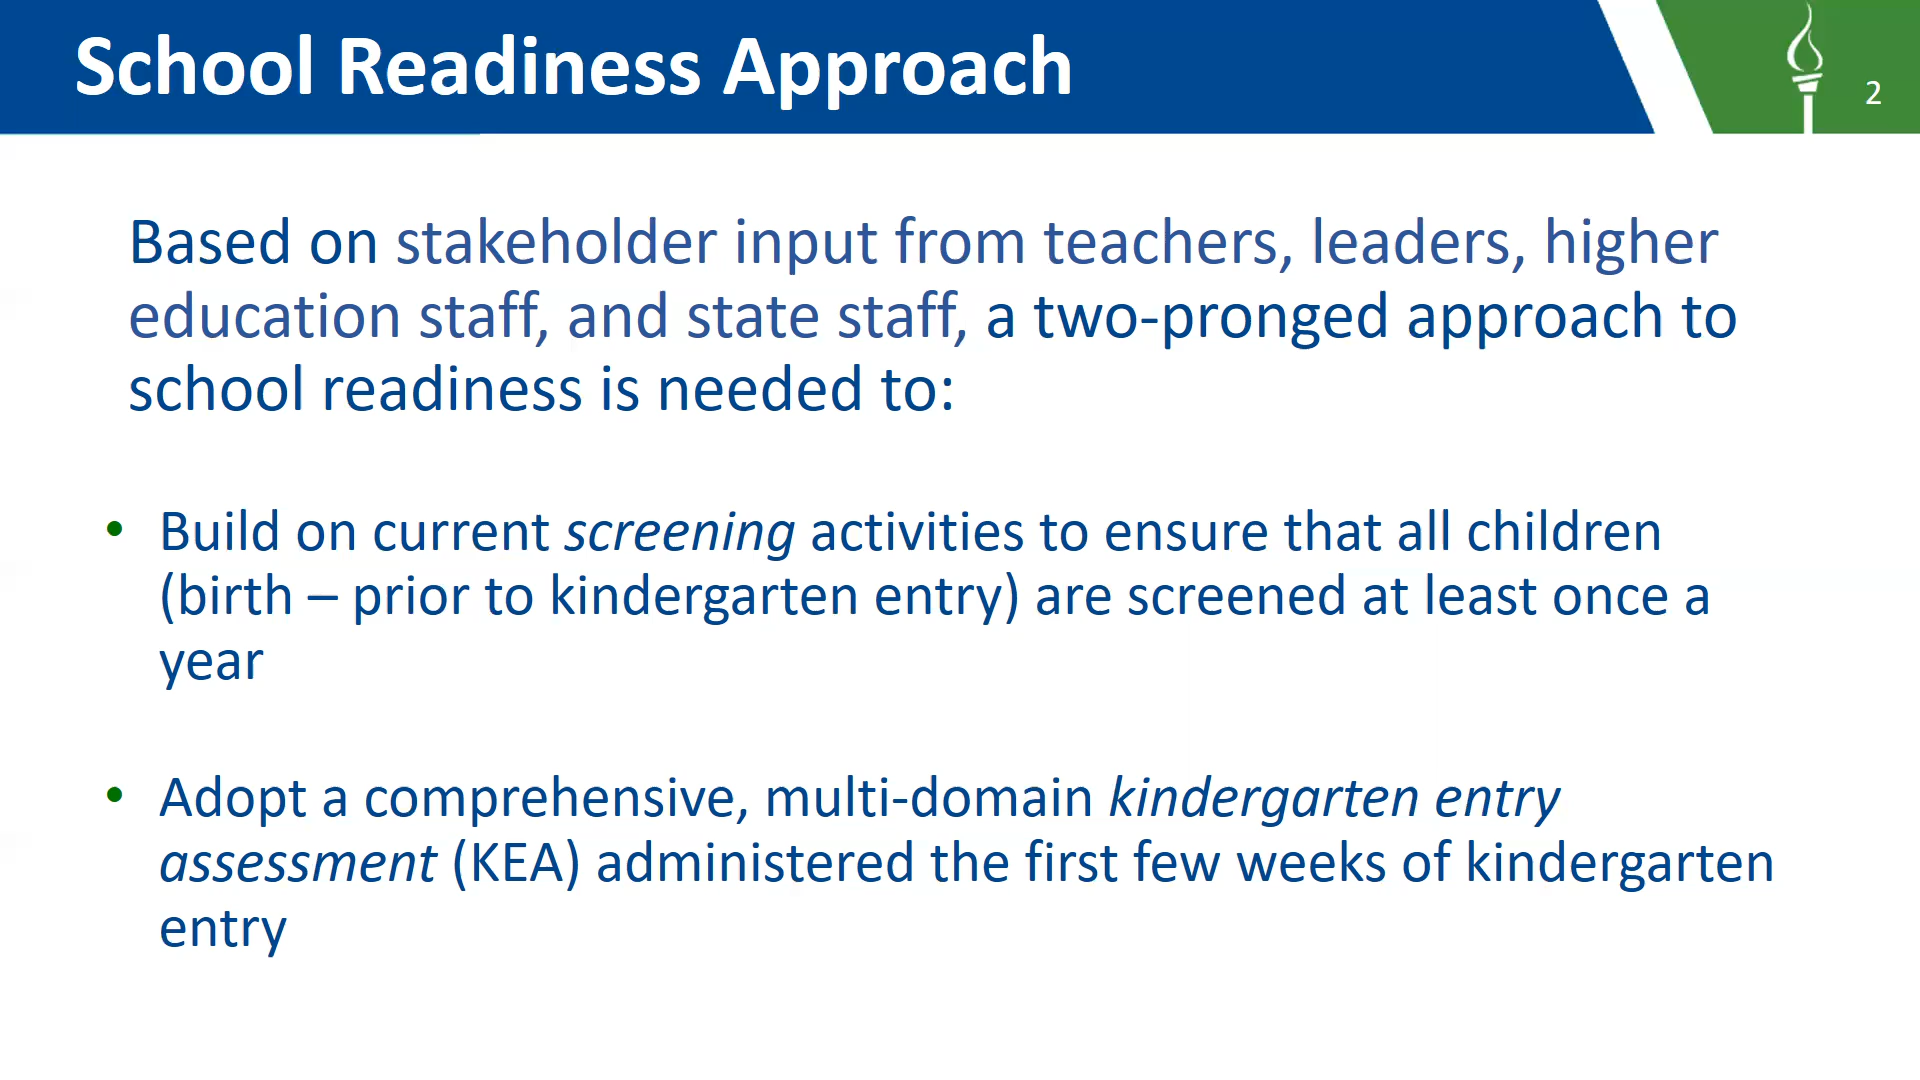 School Readiness Approach
2
Based on stakeholder input from teachers, leaders, higher
education staff, and state staff, a two-pronged approach to
school readiness is needed to:
• Build on current screening activities to ensure that all children
(birth – prior to kindergarten entry) are screened at least once a
year
• Adopt a comprehensive, multi-domain kindergarten entry
assessment (KEA) administered the first few weeks of kindergarten
entry